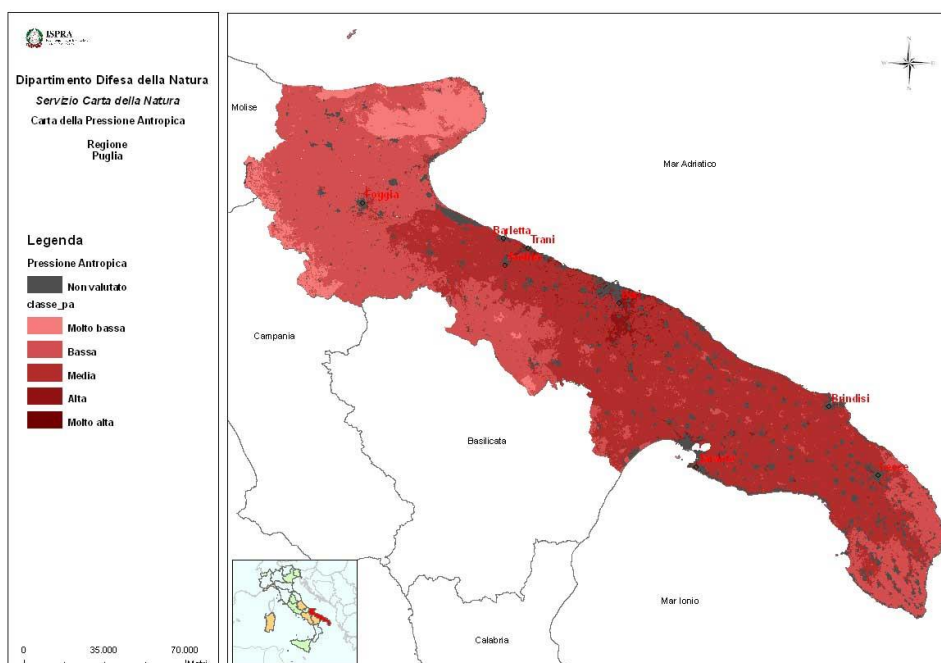 ISPRA
Dipartimento Difesa della Natura
Servizio Carta della Natura
Carta della Pressione Antropica
Regione
Puglia
Legenda
Pressione Antropica
Non valutato
classe_pa
Molto bassa
Bassa
Media
Alta
Molto alta
0 35.000 70.000
Metri
Molise
Mar Adriatico
Foggia
Barletta
Trani
Campania
Basilicata
Brindisi
Lecce
Mar Ionio
Calabria